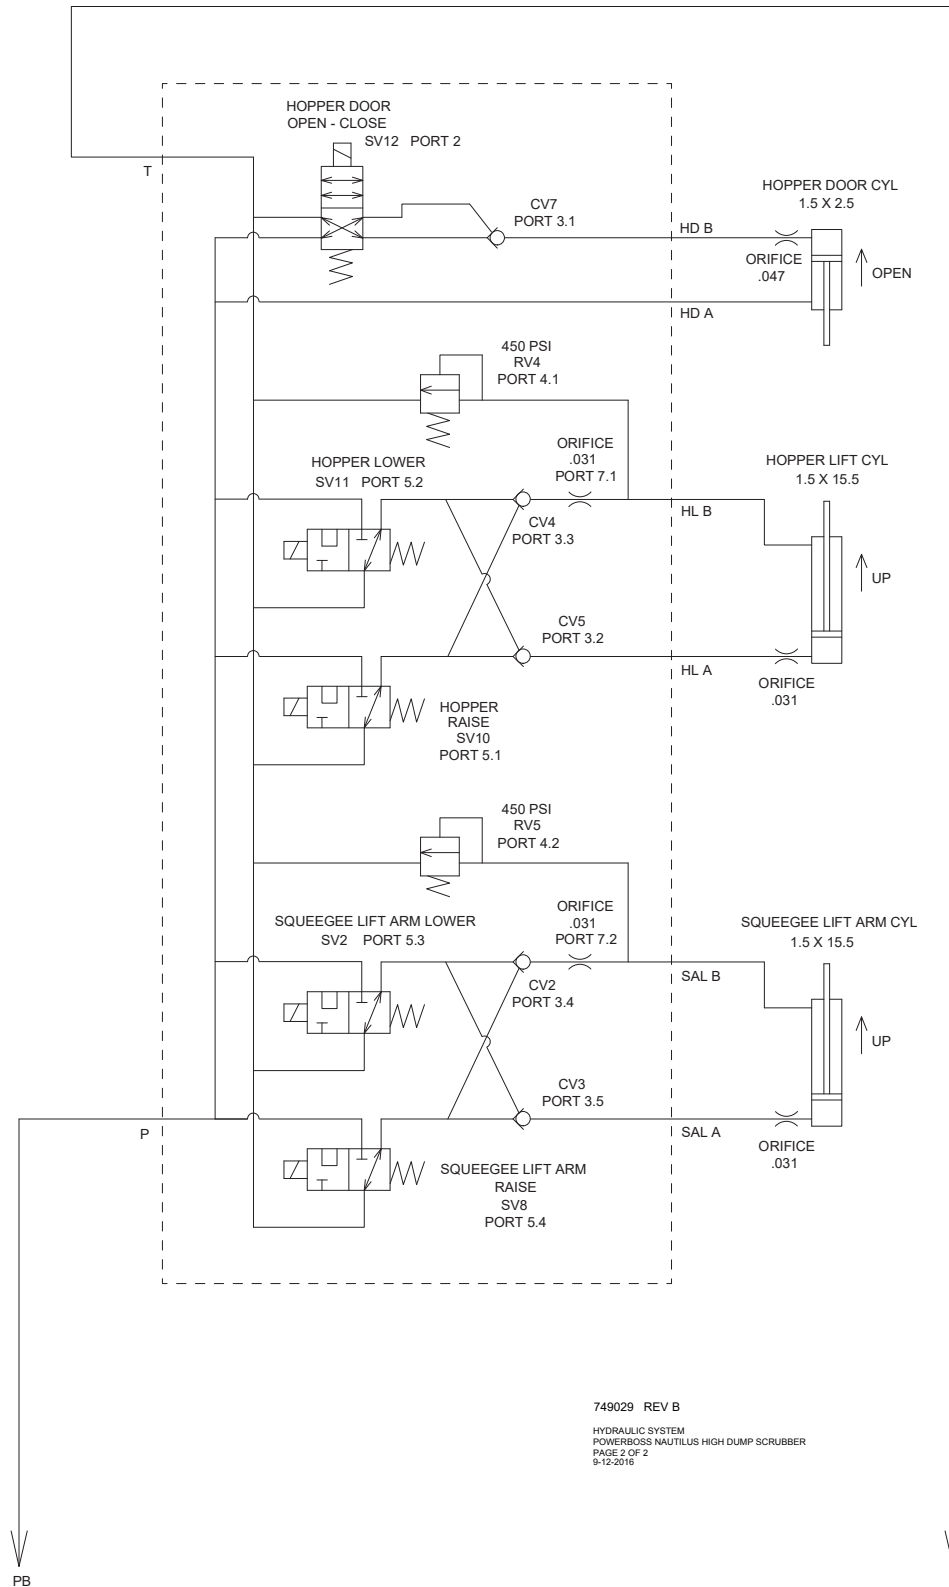 HOPPER DOOR
OPEN - CLOSE
SV12 PORT 2
T
CV7
PORT 3.1
HD B
HOPPER DOOR CYL
1.5 X 2.5
ORIFICE
.047
OPEN
HD A
450 PSI
RV4
PORT 4.1
HOPPER LOWER
SV11 PORT 5.2
ORIFICE
.031
PORT 7.1
HOPPER LIFT CYL
1.5 X 15.5
CV4
PORT 3.3
HL B
UP
CV5
PORT 3.2
HL A
ORIFICE
.031
HOPPER
RAISE
SV10
PORT 5.1
450 PSI
RV5
PORT 4.2
SQUEEGEE LIFT ARM LOWER
SV2 PORT 5.3
ORIFICE
.031
PORT 7.2
SQUEEGEE LIFT ARM CYL
1.5 X 15.5
CV2
PORT 3.4
SAL B
UP
CV3
PORT 3.5
P
SAL A
ORIFICE
.031
SQUEEGEE LIFT ARM
RAISE
SV8
PORT 5.4
749029 REV B
HYDRAULIC SYSTEM
POWERBOSS NAUTILUS HIGH DUMP SCRUBBER
PAGE 2 OF 2
9-12-2016
PB